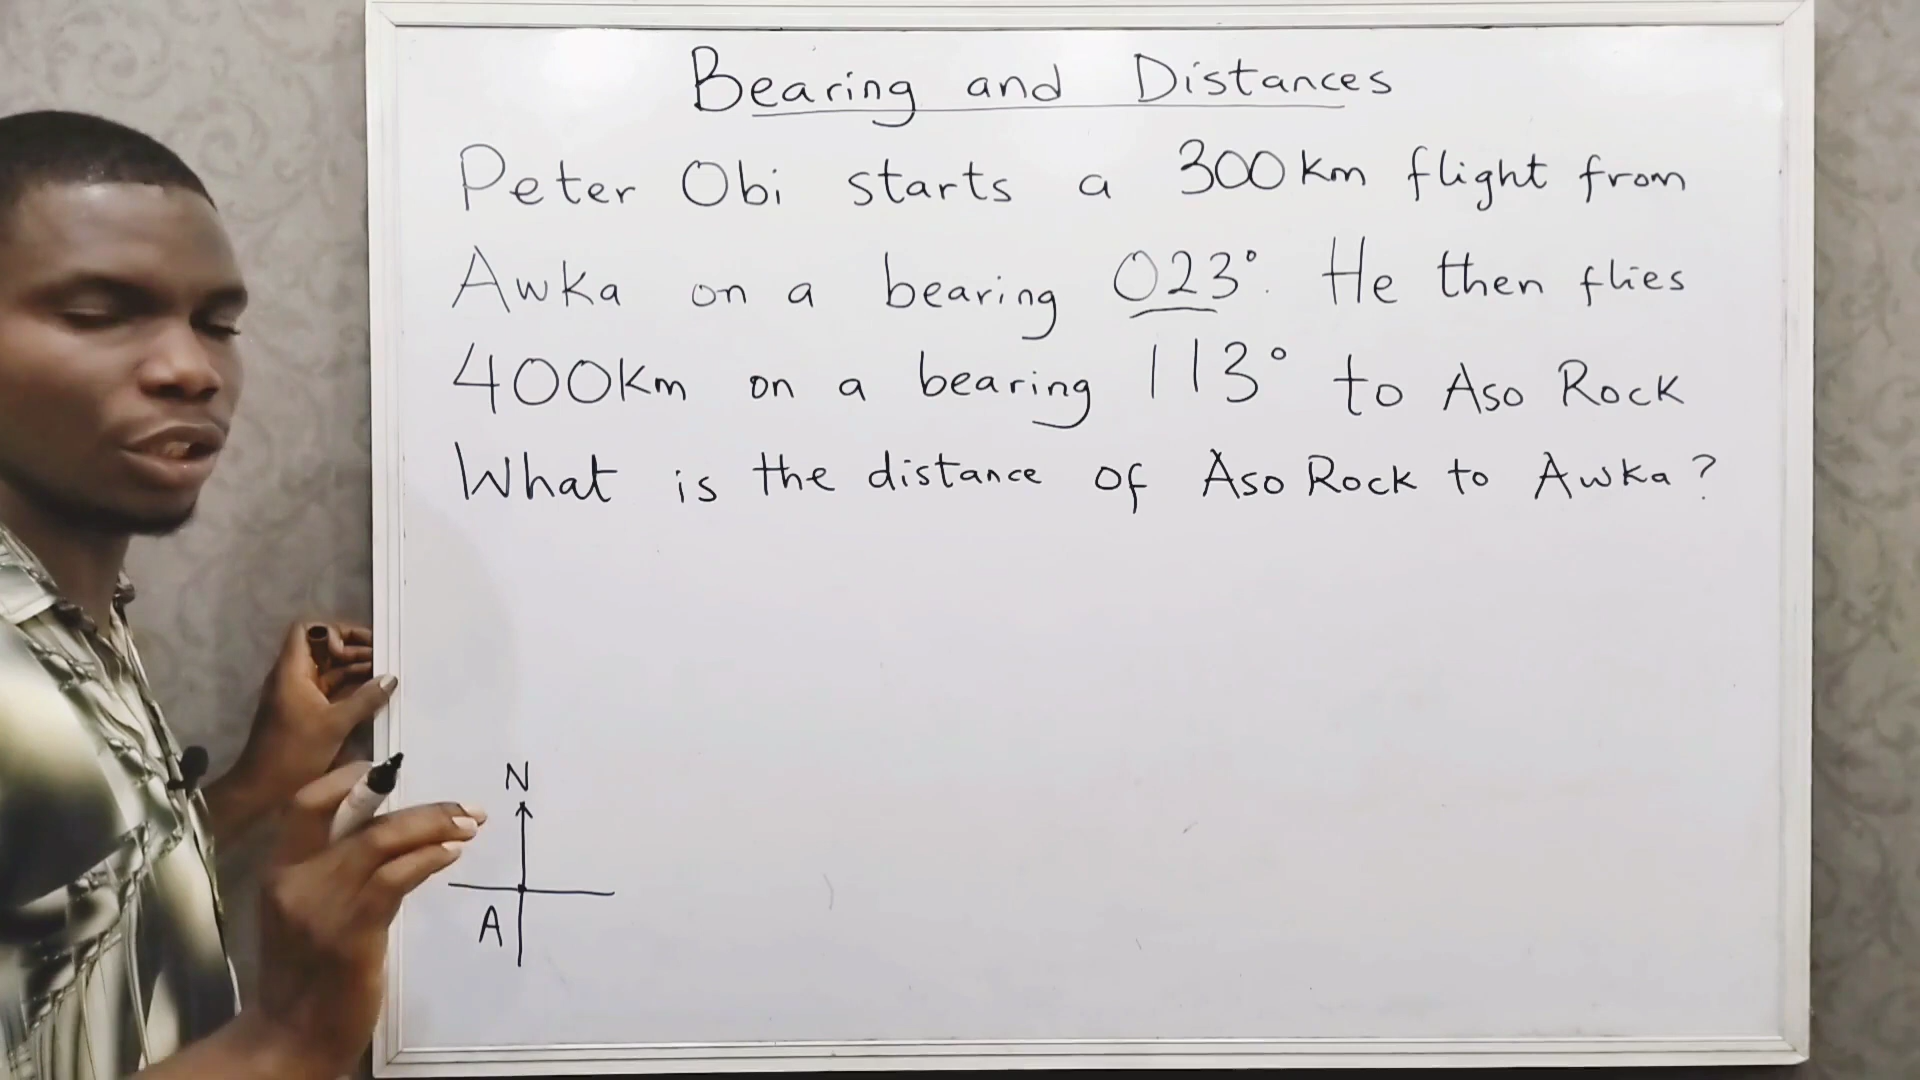 Bearing and Distances
Peter Obi starts a 300km flight from
Awka on a bearing 023°. He then flies
400km on a bearing 113° to Aso Rock
What is the distance of Aso Rock to Awka?
N
A